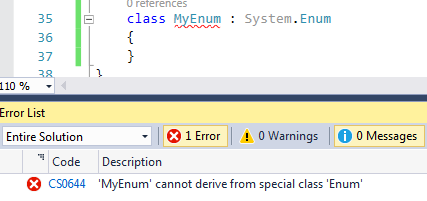 0 references
35 class MyEnum : System.Enum
36 {
37 }
38 }
110 %
Error List
Entire Solution 1 Error 0 Warnings 0 Messages
Code Description
CS0644 'MyEnum' cannot derive from special class 'Enum'